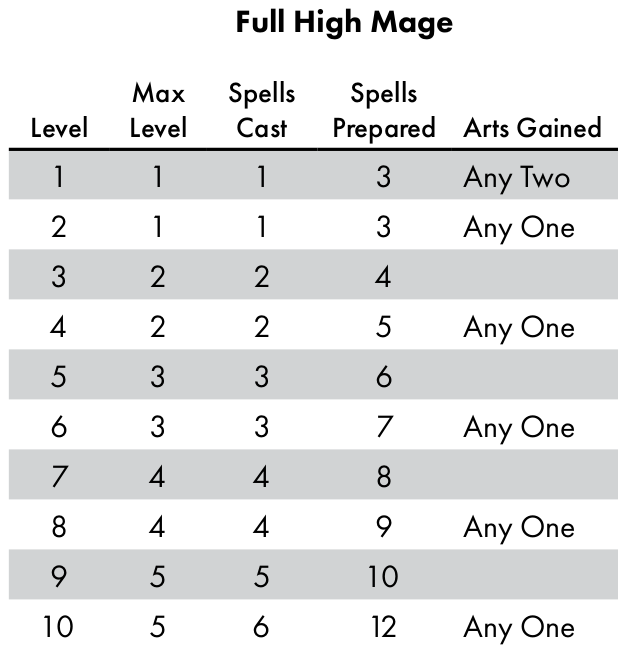 Full High Mage
Max Spells Spells
Level Level Cast Prepared Arts Gained
1 1 1 3 Any Two
2 1 1 3 Any One
3 2 2 4
4 2 2 5 Any One
5 3 3 6
6 3 3 7 Any One
7 4 4 8
8 4 4 9 Any One
9 5 5 10
10 5 6 12 Any One